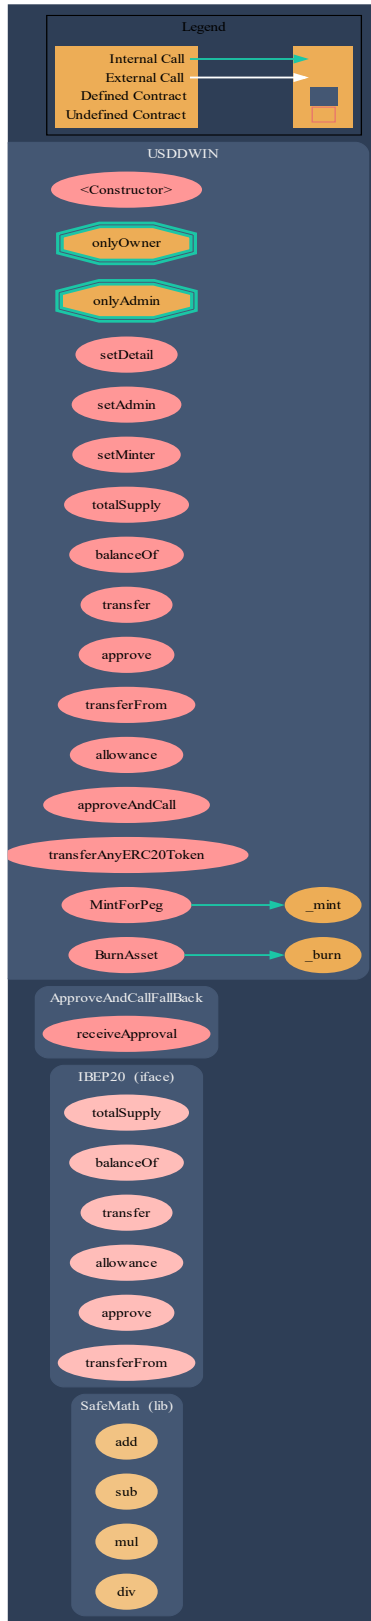 Legend
Internal Call
External Call
Defined Contract
Undefined Contract
USDDWIN
<Constructor>
onlyOwner
onlyAdmin
setDetail
setAdmin
setMinter
totalSupply
balanceOf
transfer
approve
transferFrom
allowance
approveAndCall
transferAnyERC20Token
MintForPeg
_mint
BurnAsset
_burn
ApproveAndCallFallBack
receiveApproval
IBEP20 (iface)
totalSupply
balanceOf
transfer
allowance
approve
transferFrom
SafeMath (lib)
add
sub
mul
div